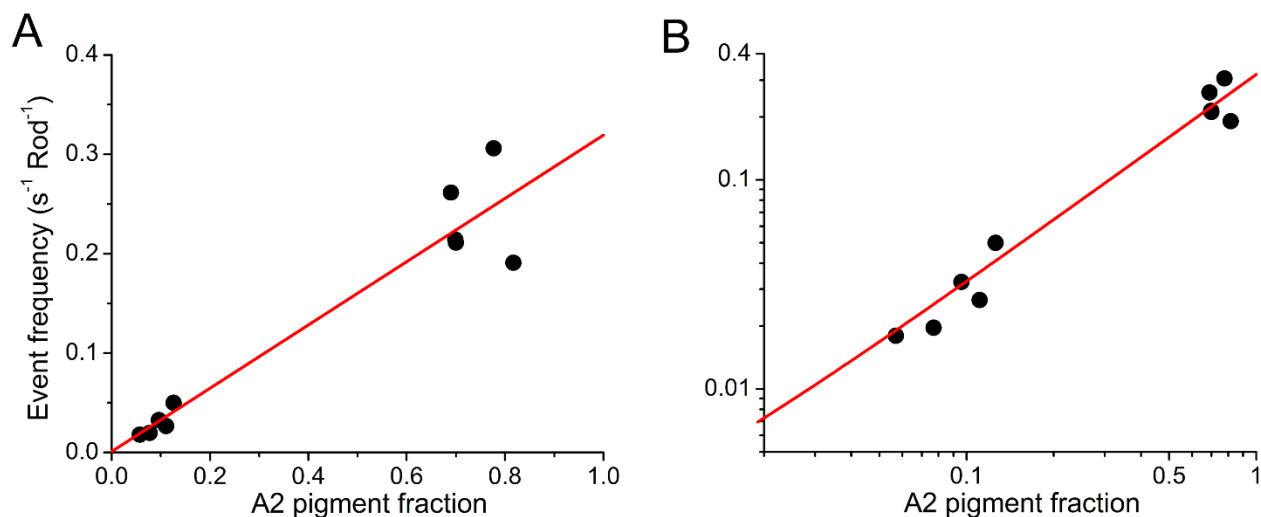 A
Event frequency (s⁻¹ Rod⁻¹)
0.4
0.3
0.2
0.1
0.0
0.0 0.2 0.4 0.6 0.8 1.0
A2 pigment fraction
B
0.4
0.1
0.01
0.1 0.5 1
A2 pigment fraction